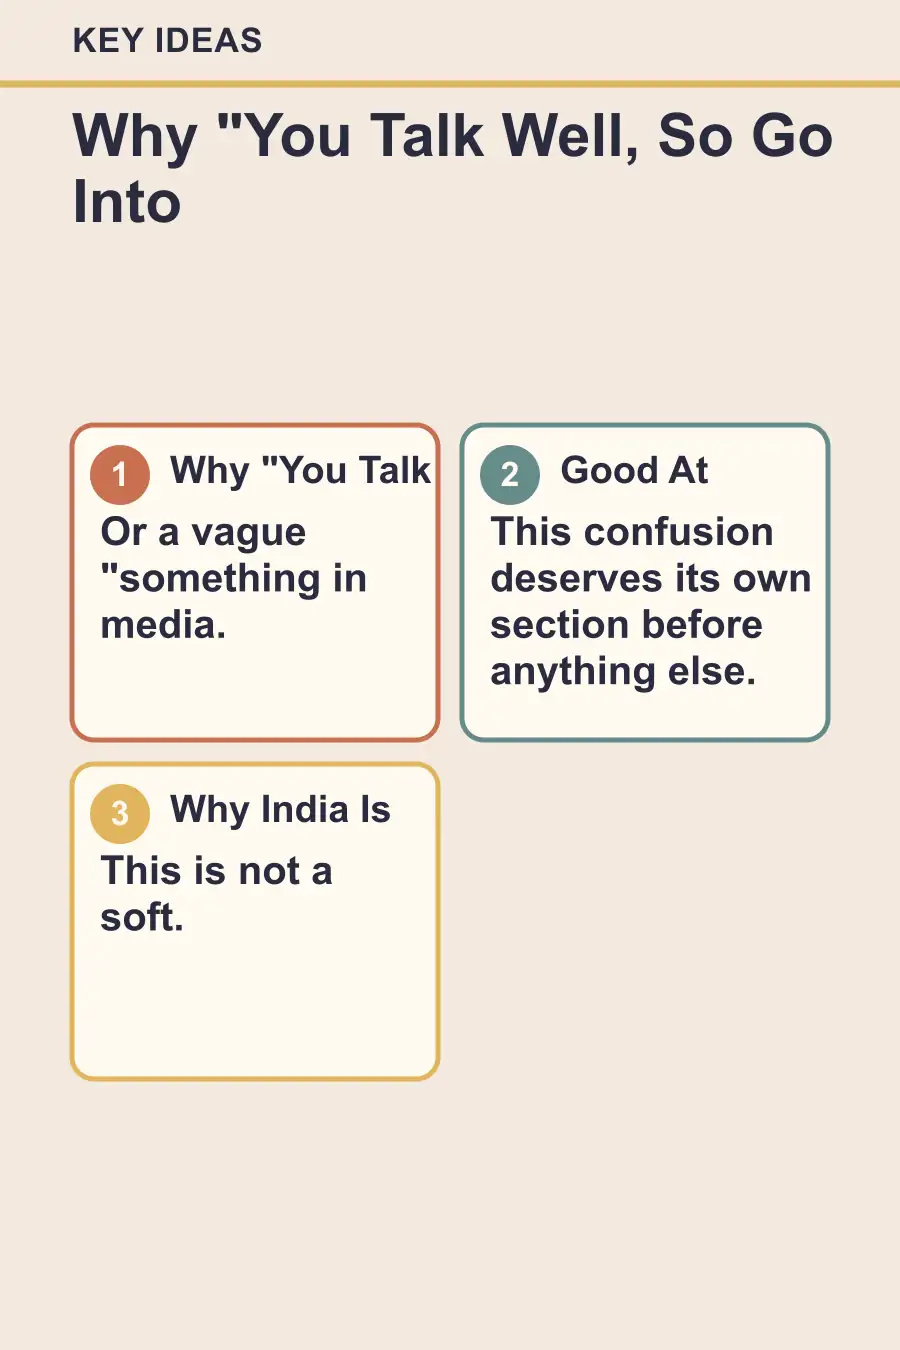 KEY IDEAS
Why "You Talk Well, So Go
Into
1 Why "You Talk
Or a vague
"something in
media.
2 Good At
This confusion
deserves its own
section before
anything else.
3 Why India Is
This is not a
soft.